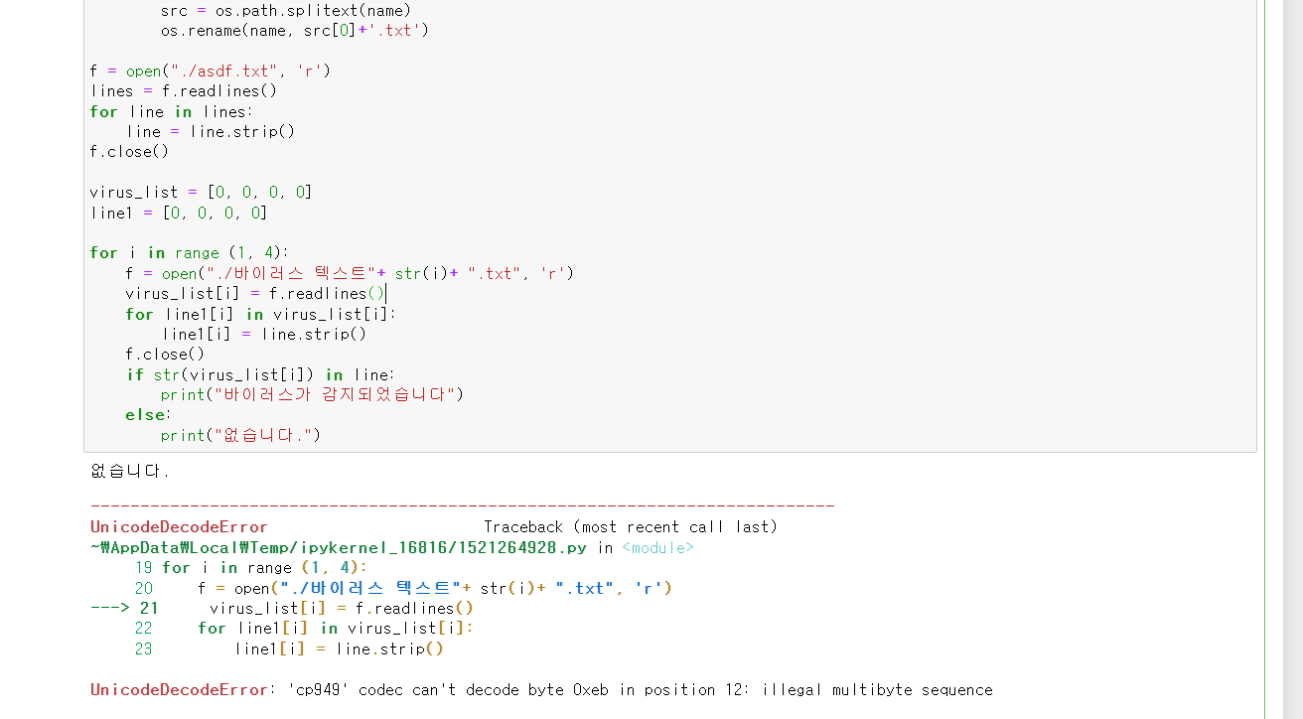 src = os.path.splitext(name)
os.rename(name, src[0]+'.txt')
f = open("./asdf.txt", 'r')
lines = f.readlines()
for line in lines:
line = line.strip()
f.close()
virus_list = [0, 0, 0, 0]
line1 = [0, 0, 0, 0]
for i in range (1, 4):
f = open("./바이러스 텍스트"+ str(i)+ ".txt", 'r')
virus_list[i] = f.readlines()
for line1[i] in virus_list[i]:
line1[i] = line.strip()
f.close()
if str(virus_list[i]) in line:
print("바이러스가 감지되었습니다")
else:
print("없습니다.")
없습니다.
---------------------------------------------------------------------------
UnicodeDecodeError Traceback (most recent call last)
~₩AppData₩Local₩Temp/ipykernel_16816/1521264928.py in <module>
19 for i in range (1, 4):
20 f = open("./바이러스 텍스트"+ str(i)+ ".txt", 'r')
---> 21 virus_list[i] = f.readlines()
22 for line1[i] in virus_list[i]:
23 line1[i] = line.strip()
UnicodeDecodeError: 'cp949' codec can't decode byte 0xeb in position 12: illegal multibyte sequence